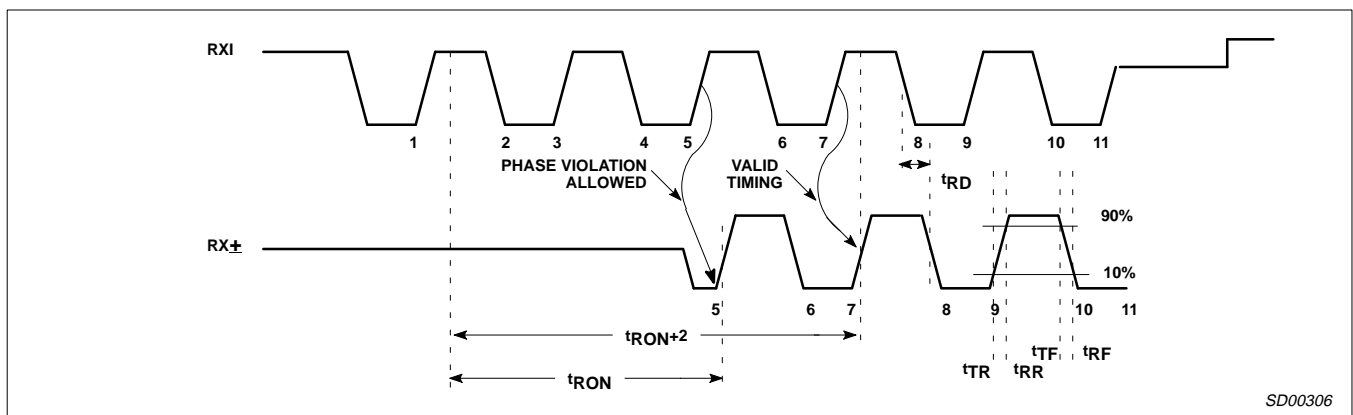 RXI
1 2 3 4 5 6 7 8 9 10 11
PHASE VIOLATION
ALLOWED
VALID
TIMING
tRD
90%
RX±
10%
5 6 7 8 9 10 11
tRON+2
tTF tRF
tTR tRR
tRON
SD00306